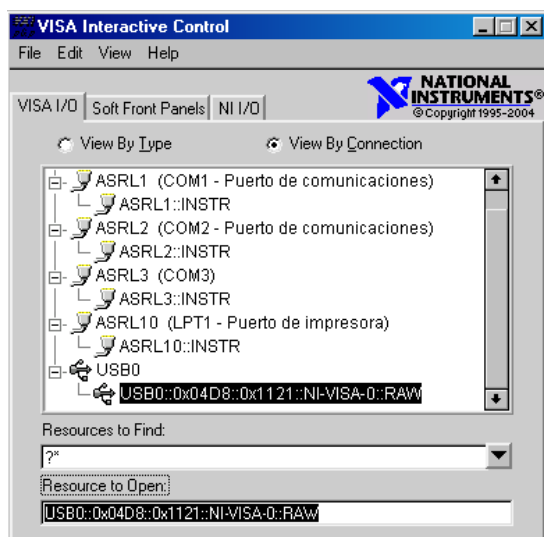 VISA Interactive Control
File Edit View Help
NATIONAL
INSTRUMENTS®
© Copyright 1995-2004
VISA I/O Soft Front Panels NI I/O
View By Type View By Connection
ASRL1 (COM1 - Puerto de comunicaciones)
ASRL1::INSTR
ASRL2 (COM2 - Puerto de comunicaciones)
ASRL2::INSTR
ASRL3 (COM3)
ASRL3::INSTR
ASRL10 (LPT1 - Puerto de impresora)
ASRL10::INSTR
USB0
USB0::0x04D8::0x1121::NI-VISA-0::RAW
Resources to Find:
?*
Resource to Open:
USB0::0x04D8::0x1121::NI-VISA-0::RAW